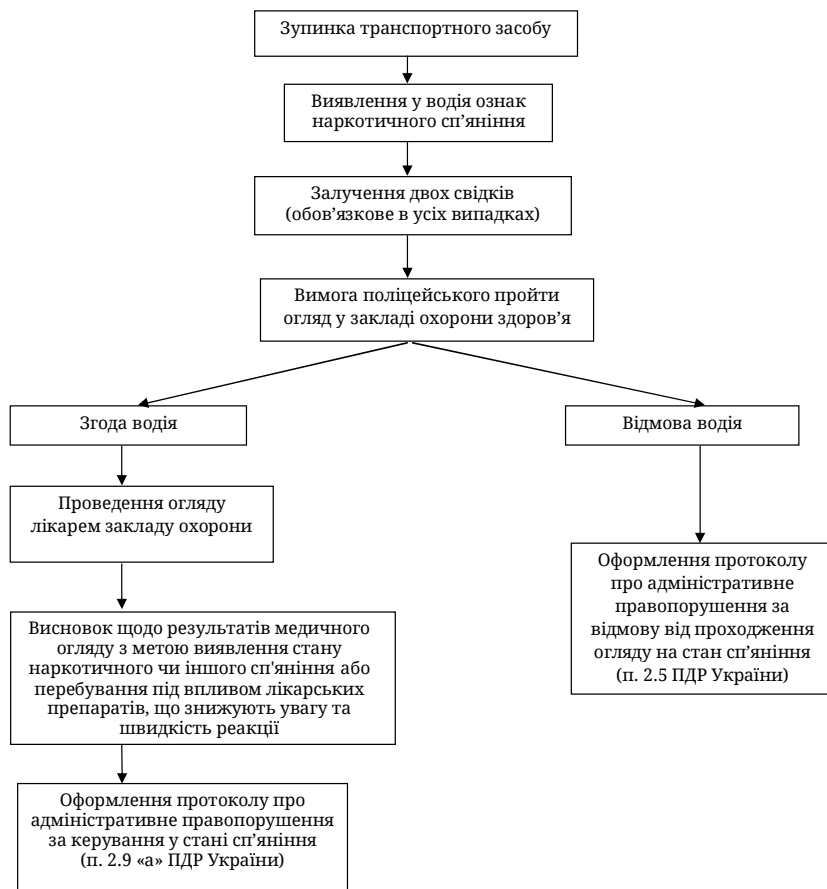 Зупинка транспортного засобу
Виявлення у водія ознак
наркотичного сп’яніння
Залучення двох свідків
(обов’язкове в усіх випадках)
Вимога поліцейського пройти
огляд у закладі охорони здоров’я
Згода водія
Відмова водія
Проведення огляду
лікарем закладу охорони
Оформлення протоколу
про адміністративне
правопорушення за
відмову від проходження
огляду на стан сп’яніння
(п. 2.5 ПДР України)
Висновок щодо результатів медичного
огляду з метою виявлення стану
наркотичного чи іншого сп'яніння або
перебування під впливом лікарських
препаратів, що знижують увагу та
швидкість реакції
Оформлення протоколу про
адміністративне правопорушення
за керування у стані сп’яніння
(п. 2.9 «а» ПДР України)